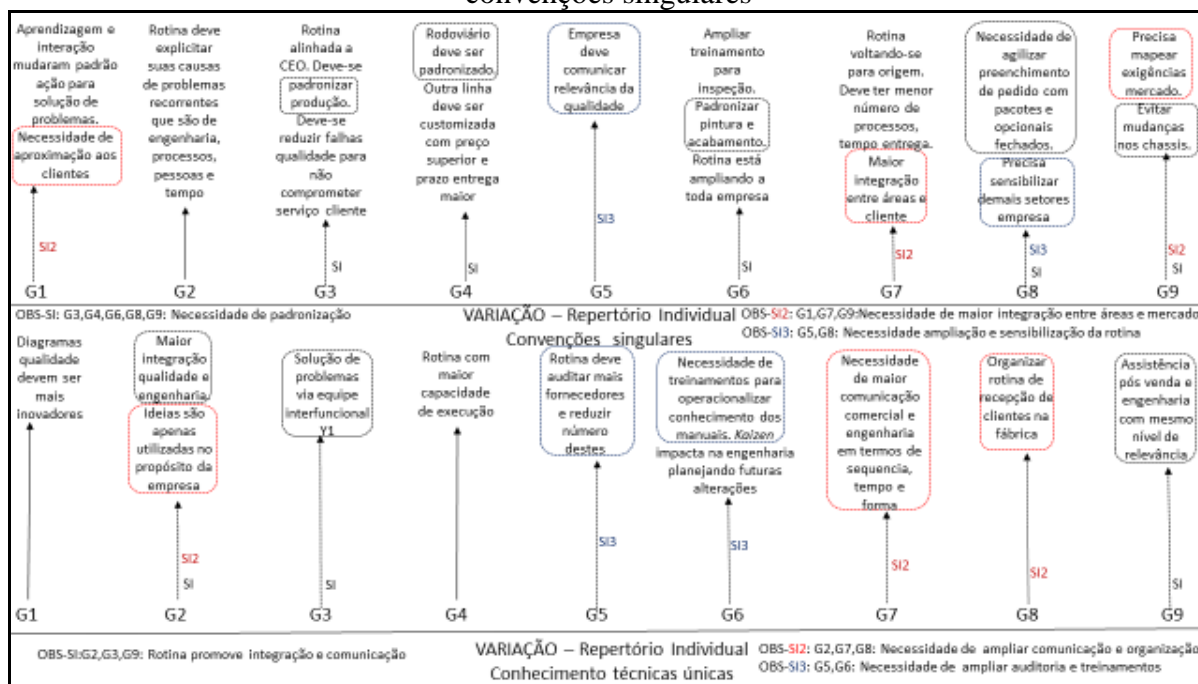 convenções singulares
Aprendizagem e
interação
mudaram padrão
ação para
solução de
problemas.
Necessidade de
aproximação aos
clientes
SI2
G1
Rotina deve
explicitar
suas causas
de problemas
recorrentes
que são de
engenharia,
processos,
pessoas e
tempo
G2
Rotina
alinhada a
CEO. Deve-se
padronizar
produção.
Deve-se
reduzir falhas
qualidade para
não
comprometer
serviço cliente
SI
G3
Rodoviário
deve ser
padronizado.
Outra linha
deve ser
customizada
com preço
superior e
prazo entrega
maior
SI
G4
Empresa
deve
comunicar
relevância da
qualidade
SI3
G5
Ampliar
treinamento
para
inspeção.
Padronizar
pintura e
acabamento.
Rotina está
ampliando a
toda empresa
SI
G6
Rotina
voltando-se
para origem.
Deve ter menor
número de
processos,
tempo entrega.
Maior
integração
entre áreas e
cliente
SI2
G7
Necessidade de
agilizar
preenchimento
de pedido com
pacotes e
opcionais
fechados.
Precisa
sensibilizar
demais setores
empresa
SI3
SI
G8
Precisa
mapear
exigências
mercado.
Evitar
mudanças
nos chassis.
SI2
SI
G9
OBS-SI: G3,G4,G6,G8,G9: Necessidade de padronização
VARIAÇÃO – Repertório Individual
Convenções singulares
OBS-SI2: G1,G7,G9:Necessidade de maior integração entre áreas e mercado
OBS-SI3: G5,G8: Necessidade ampliação e sensibilização da rotina
Diagramas
qualidade
devem ser
mais
inovadores
G1
Maior
integração
qualidade e
engenharia.
Ideias são
apenas
utilizadas no
propósito da
empresa
SI2
SI
G2
Solução de
problemas
via equipe
interfuncional
Y1
SI
G3
Rotina com
maior
capacidade
de execução
G4
Rotina deve
auditar mais
fornecedores
e reduzir
número
destes
SI3
G5
Necessidade de
treinamentos para
operacionalizar
conhecimento dos
manuais. Kaizen
impacta na engenharia
planejando futuras
alterações
SI3
G6
Necessidade
de maior
comunicação
comercial e
engenharia
em termos de
sequencia,
tempo e
forma
SI2
G7
Organizar
rotina de
recepção de
clientes na
fábrica
SI2
G8
Assistência
pós venda e
engenharia
com mesmo
nível de
relevância
SI
G9
OBS-SI:G2,G3,G9: Rotina promove integração e comunicação
VARIAÇÃO – Repertório Individual
Conhecimento técnicas únicas
OBS-SI2: G2,G7,G8: Necessidade de ampliar comunicação e organização
OBS-SI3: G5,G6: Necessidade de ampliar auditoria e treinamentos